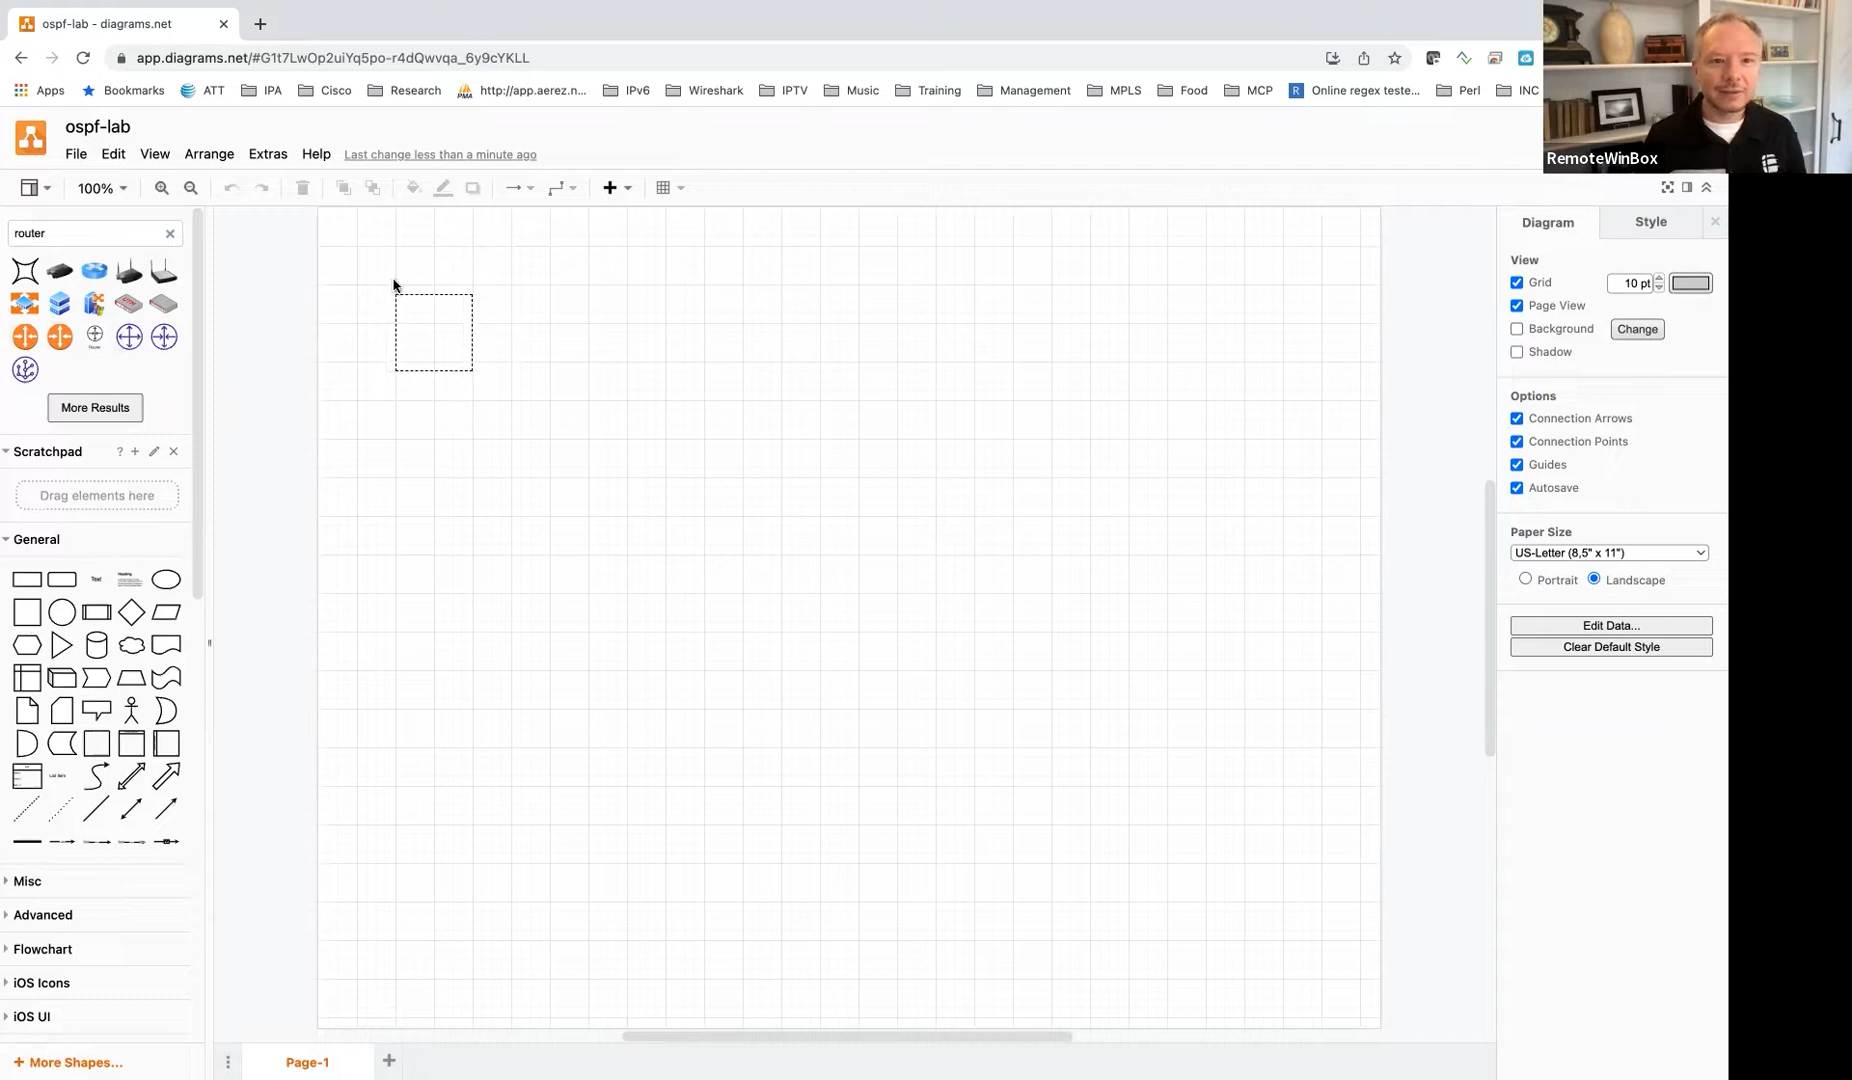 ospf-lab - diagrams.net
app.diagrams.net/#G1t7LwOp2uiYq5po-r4dQwvqa_6y9cYKLL
Apps Bookmarks ATT IPA Cisco Research http://app.aerez.n... IPv6 Wireshark IPTV Music Training Management MPLS Food MCP Online regex teste... Perl INC
RemoteWinBox
ospf-lab
File Edit View Arrange Extras Help Last change less than a minute ago
100%
router
More Results
Scratchpad
Drag elements here
General
Text
Heading
List Item
Misc
Advanced
Flowchart
iOS Icons
iOS UI
+ More Shapes...
Page-1
Diagram Style
View
Grid 10 pt
Page View
Background Change
Shadow
Options
Connection Arrows
Connection Points
Guides
Autosave
Paper Size
US-Letter (8,5" x 11")
Portrait Landscape
Edit Data...
Clear Default Style